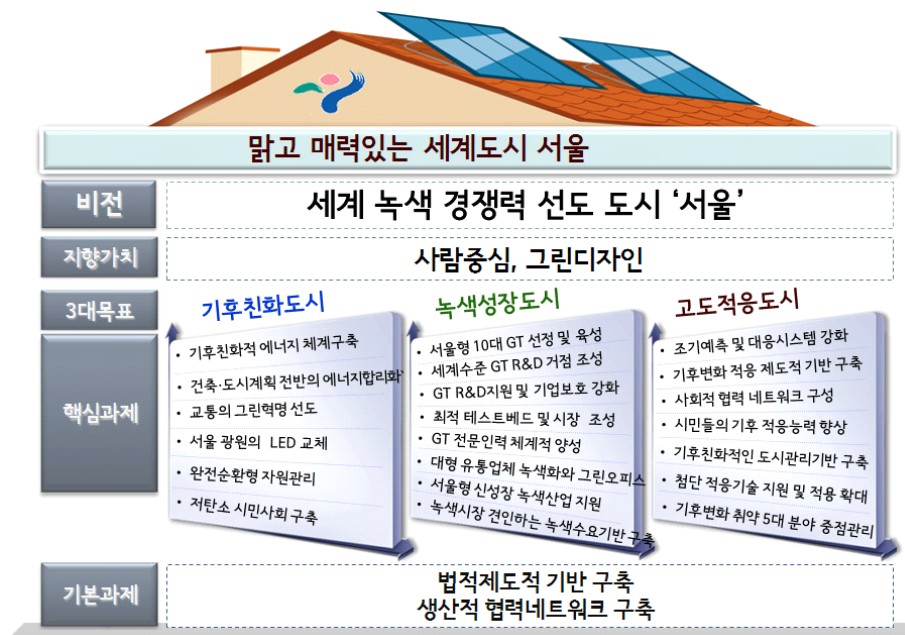 맑고 매력있는 세계도시 서울
비전
세계 녹색 경쟁력 선도 도시 ‘서울’
지향가치
사람중심, 그린디자인
3대목표
기후친화도시
녹색성장도시
고도적응도시
핵심과제
• 기후친화적 에너지 체계구축
• 건축·도시계획 전반의 에너지합리화
• 교통의 그린혁명 선도
• 서울 광원의 LED 교체
• 완전순환형 자원관리
• 저탄소 시민사회 구축
• 서울형 10대 GT 선정 및 육성
• 세계수준 GT R&D 거점 조성
• GT R&D지원 및 기업보호 강화
• 최적 테스트베드 및 시장 조성
• GT 전문인력 체계적 양성
• 대형 유통업체 녹색화와 그린오피스
• 서울형 신성장 녹색산업 지원
• 녹색시장 견인하는 녹색수요기반 구축
• 조기예측 및 대응시스템 강화
• 기후변화 적응 제도적 기반 구축
• 사회적 협력 네트워크 구성
• 시민들의 기후 적응능력 향상
• 기후친화적인 도시관리기반 구축
• 첨단 적응기술 지원 및 적용 확대
• 기후변화 취약 5대 분야 중점관리
기본과제
법적제도적 기반 구축
생산적 협력네트워크 구축